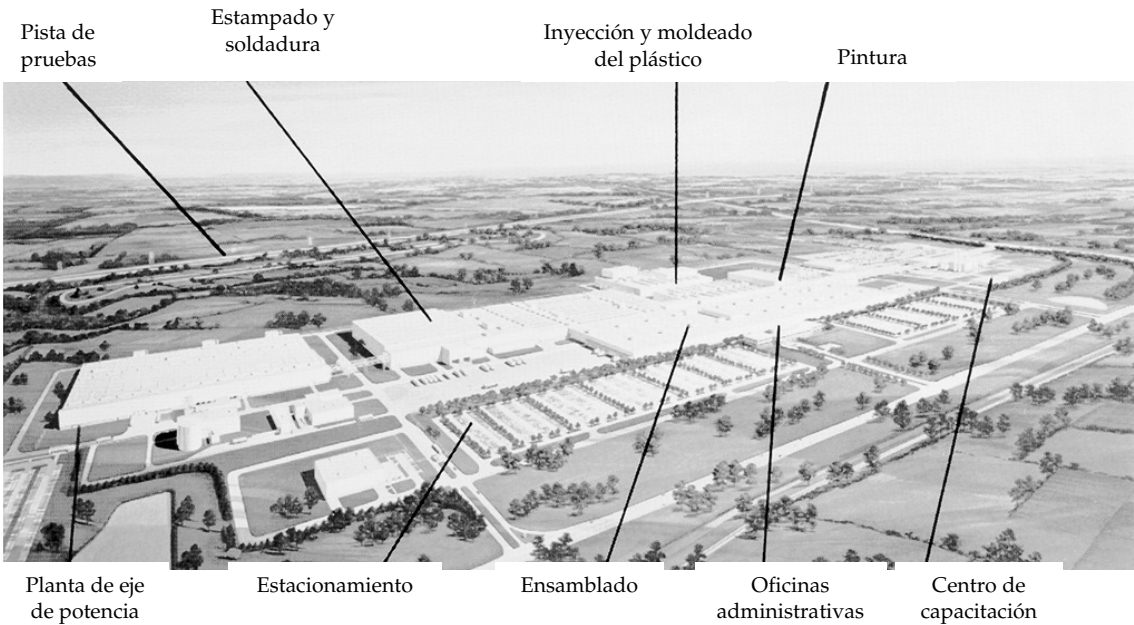 Pista de
pruebas
Estampado y
soldadura
Inyección y moldeado
del plástico
Pintura
Planta de eje
de potencia
Estacionamiento
Ensamblado
Oficinas
administrativas
Centro de
capacitación